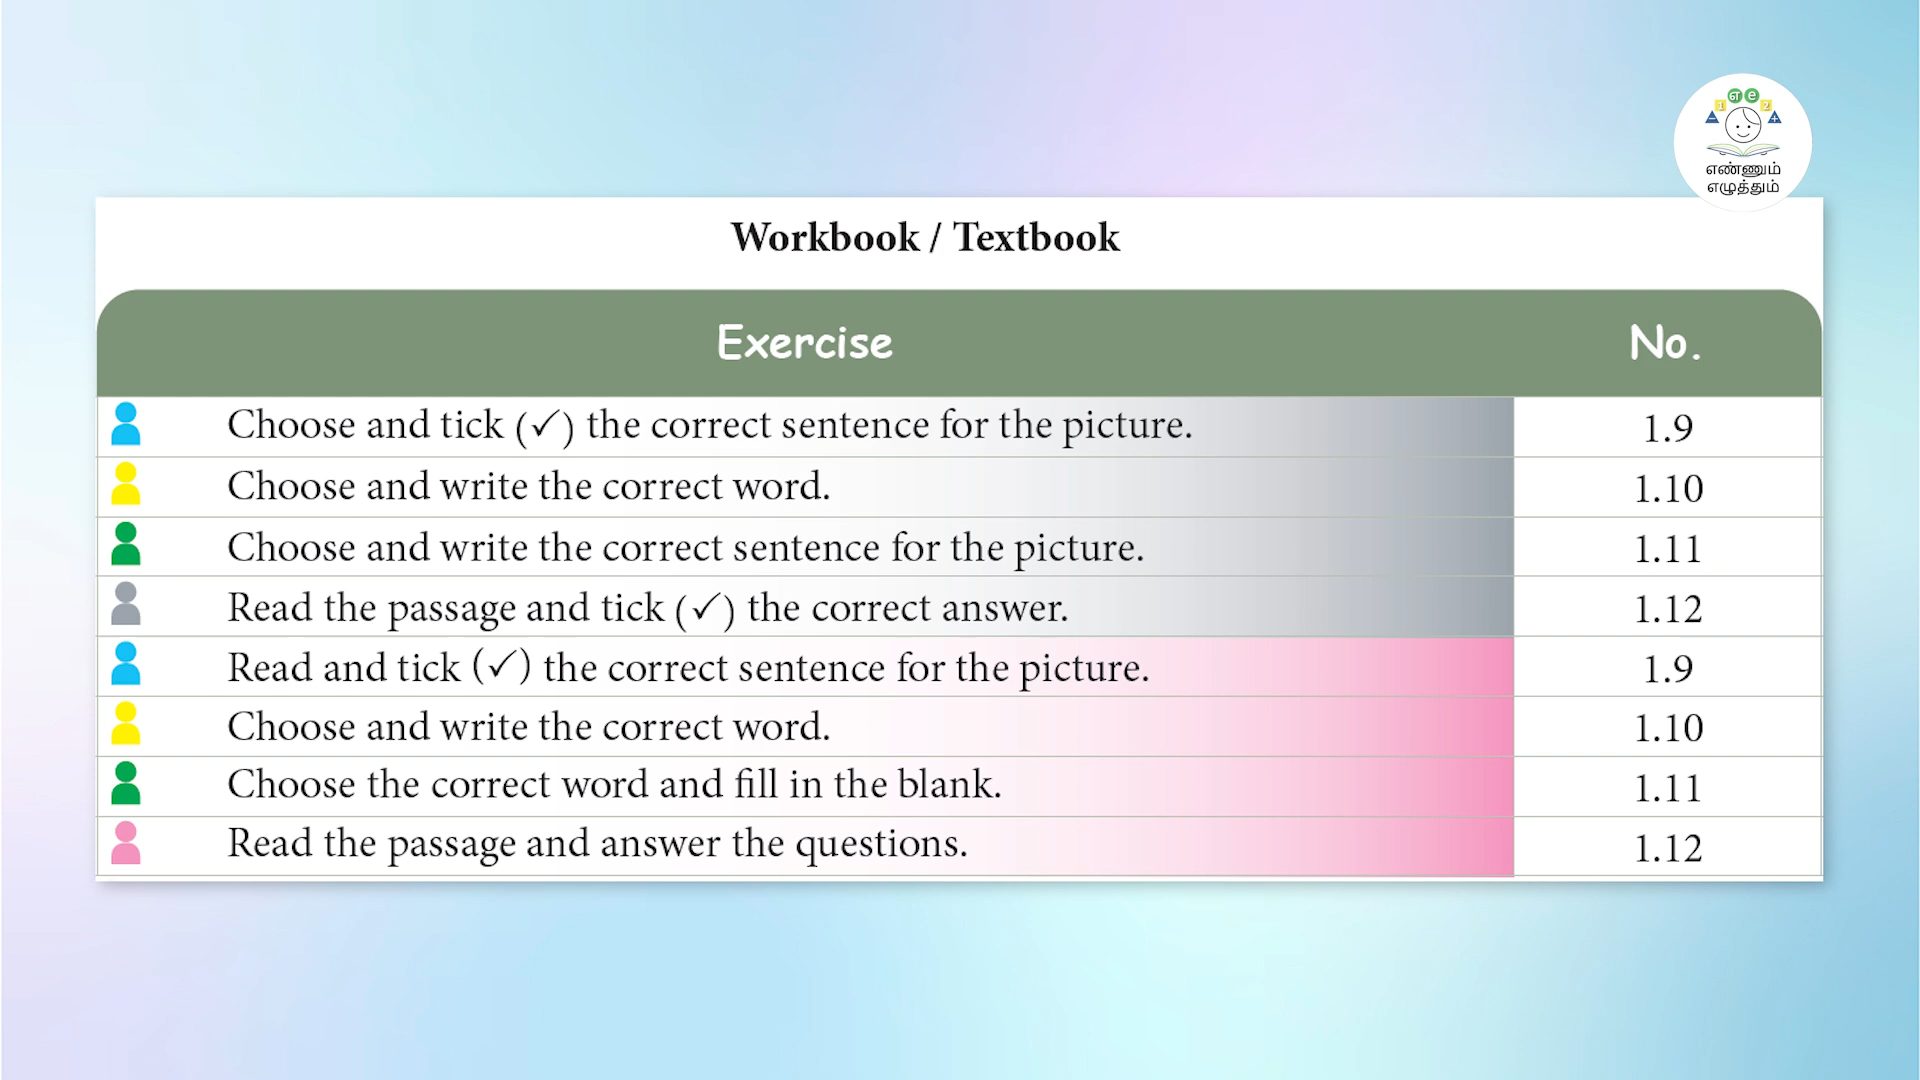 எ e
1 2
− +
எண்ணும்
எழுத்தும்
Workbook / Textbook
Exercise No.
Choose and tick (✓) the correct sentence for the picture. 1.9
Choose and write the correct word. 1.10
Choose and write the correct sentence for the picture. 1.11
Read the passage and tick (✓) the correct answer. 1.12
Read and tick (✓) the correct sentence for the picture. 1.9
Choose and write the correct word. 1.10
Choose the correct word and fill in the blank. 1.11
Read the passage and answer the questions. 1.12